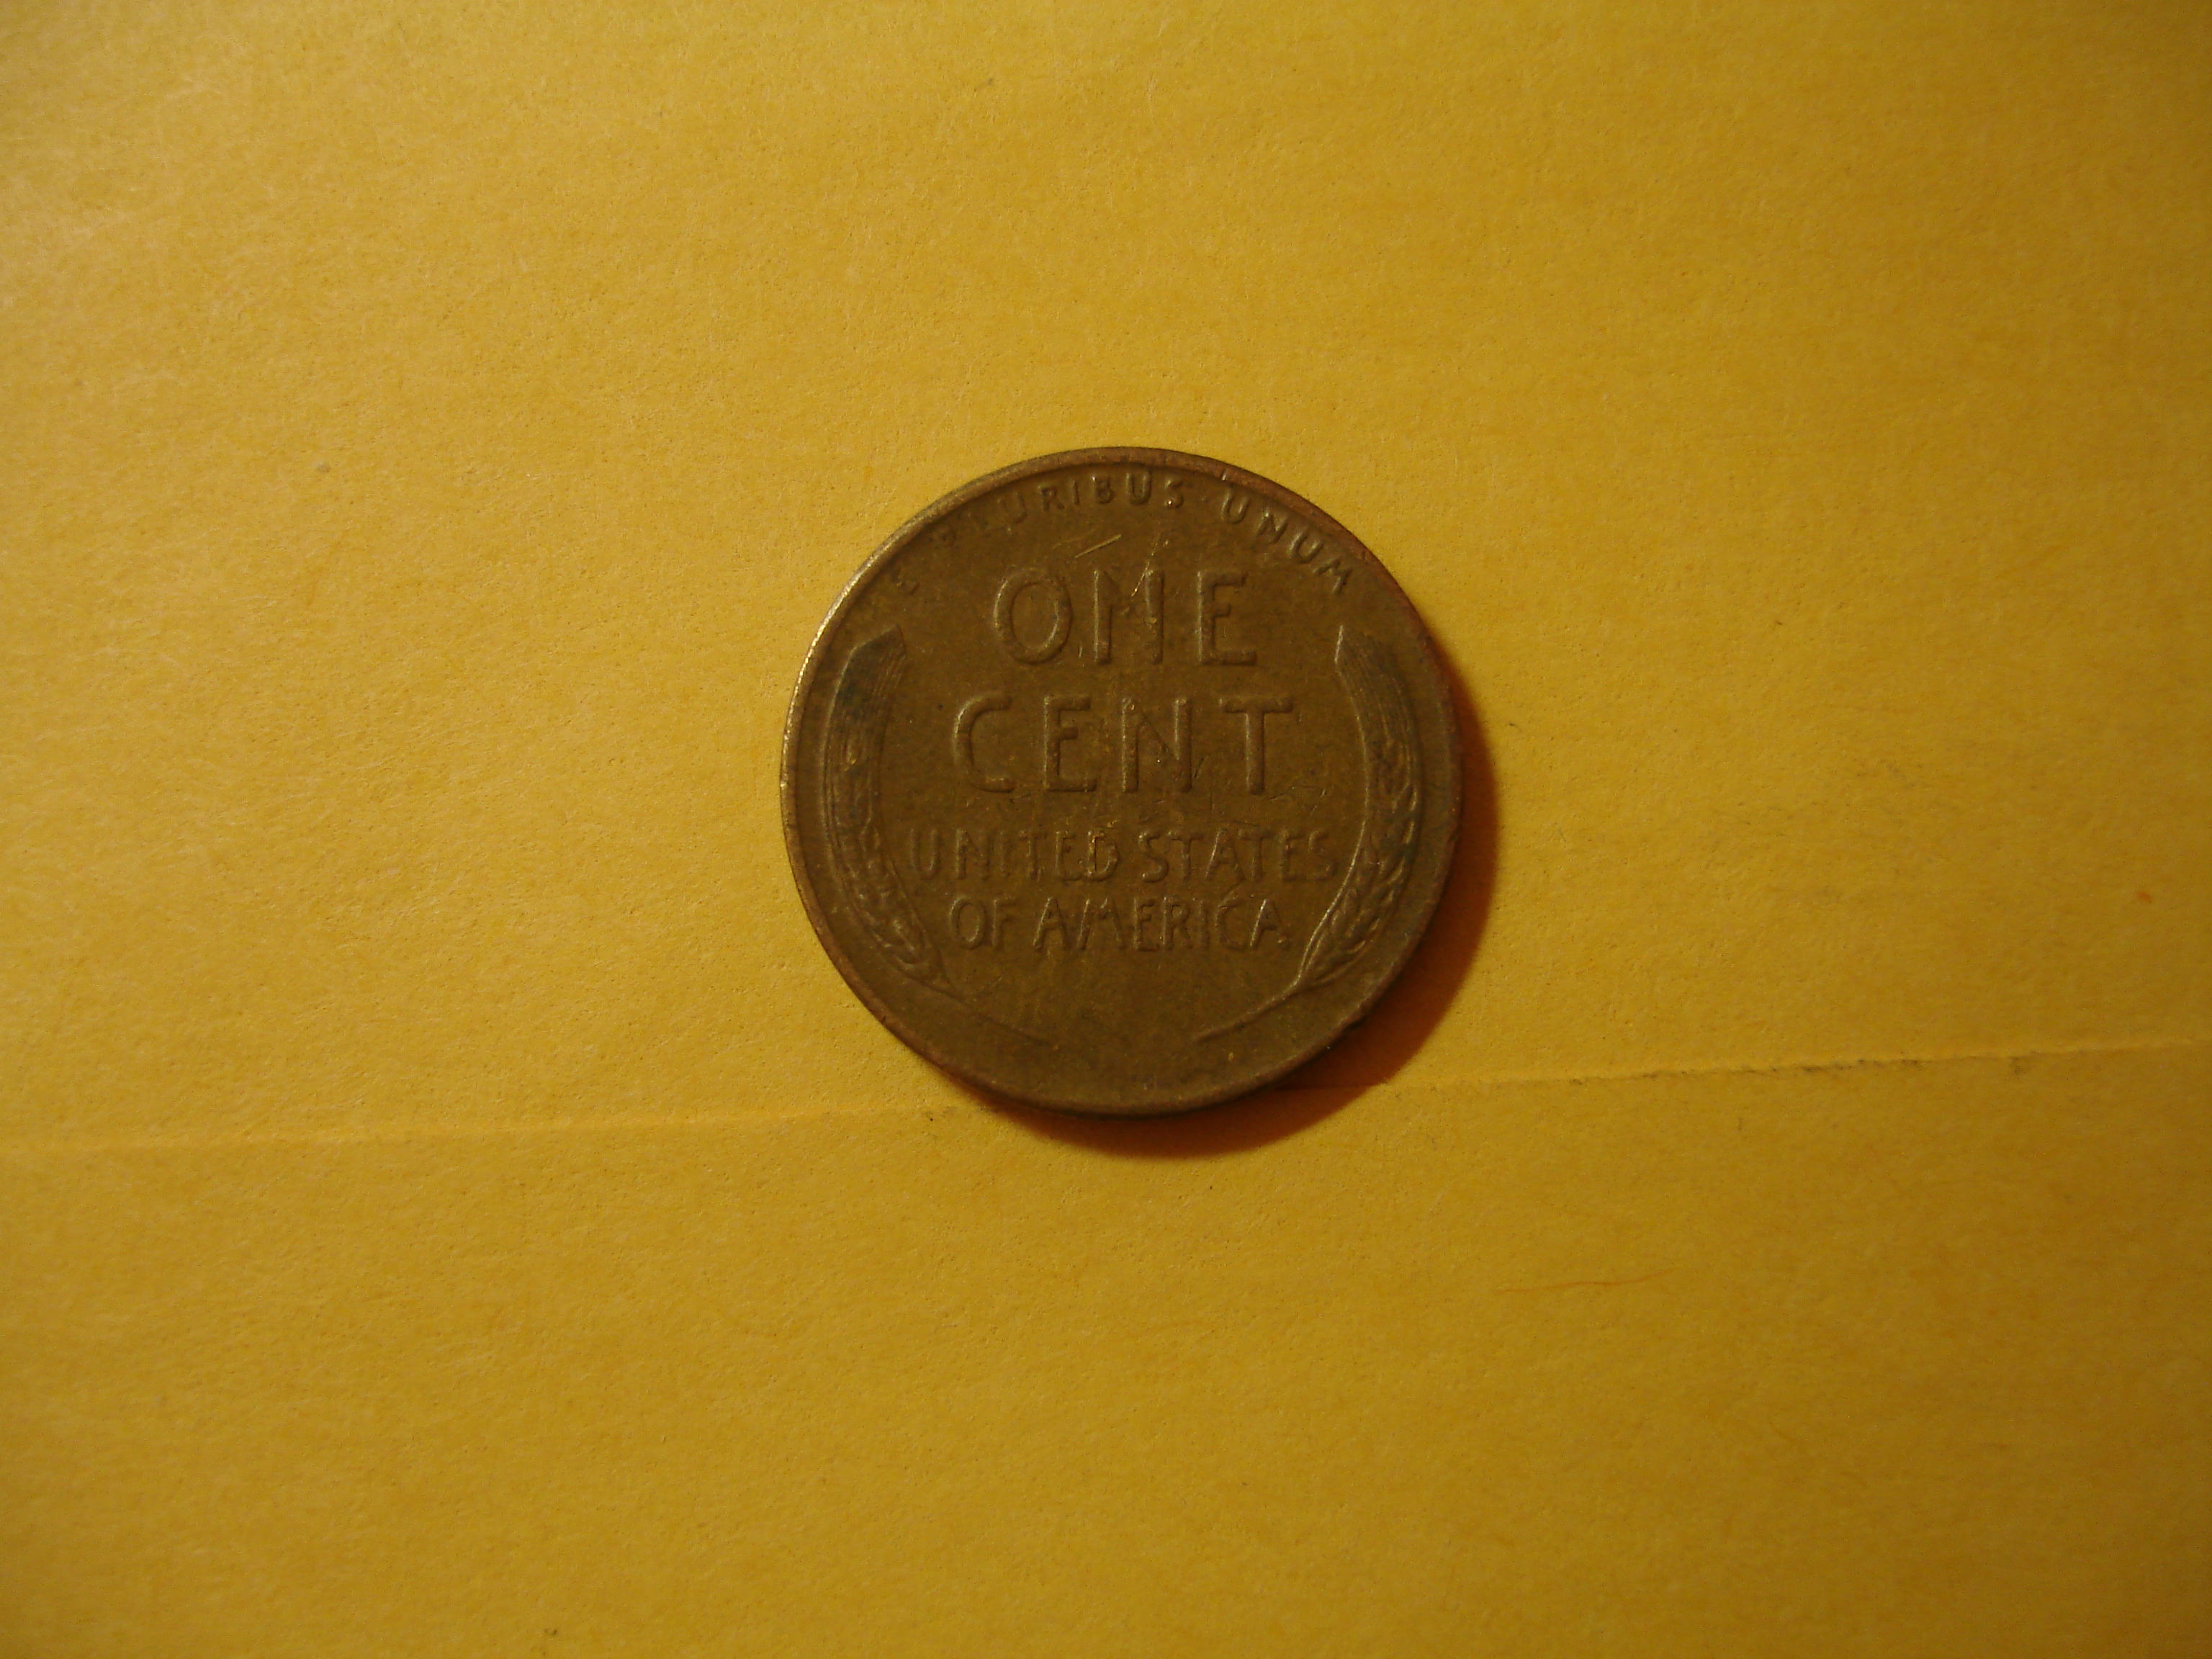 E PLURIBUS UNUM
ONE
CENT
UNITED STATES
OF AMERICA